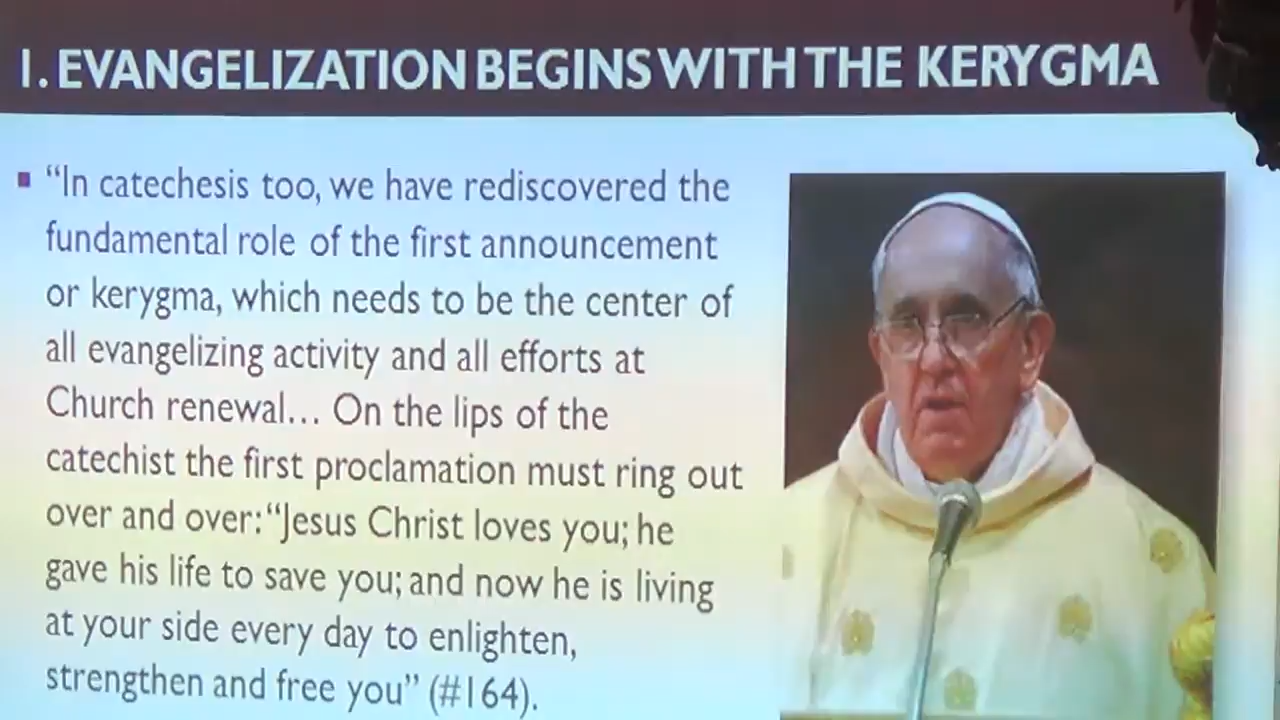 1. EVANGELIZATION BEGINS WITH THE KERYGMA
“In catechesis too, we have rediscovered the
fundamental role of the first announcement
or kerygma, which needs to be the center of
all evangelizing activity and all efforts at
Church renewal… On the lips of the
catechist the first proclamation must ring out
over and over: “Jesus Christ loves you; he
gave his life to save you; and now he is living
at your side every day to enlighten,
strengthen and free you” (#164).